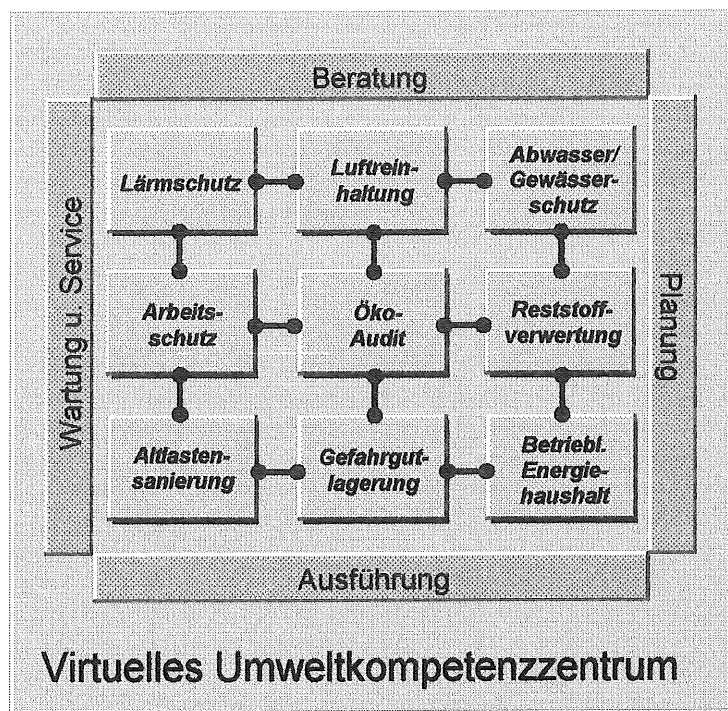 Beratung
Wartung u. Service
Lärmschutz
Luftrein-
haltung
Abwasser/
Gewässer-
schutz
Planung
Arbeits-
schutz
Öko-
Audit
Reststoff-
verwertung
Altlasten-
sanierung
Gefahrgut-
lagerung
Betriebl.
Energie-
haushalt
Ausführung
Virtuelles Umweltkompetenzzentrum